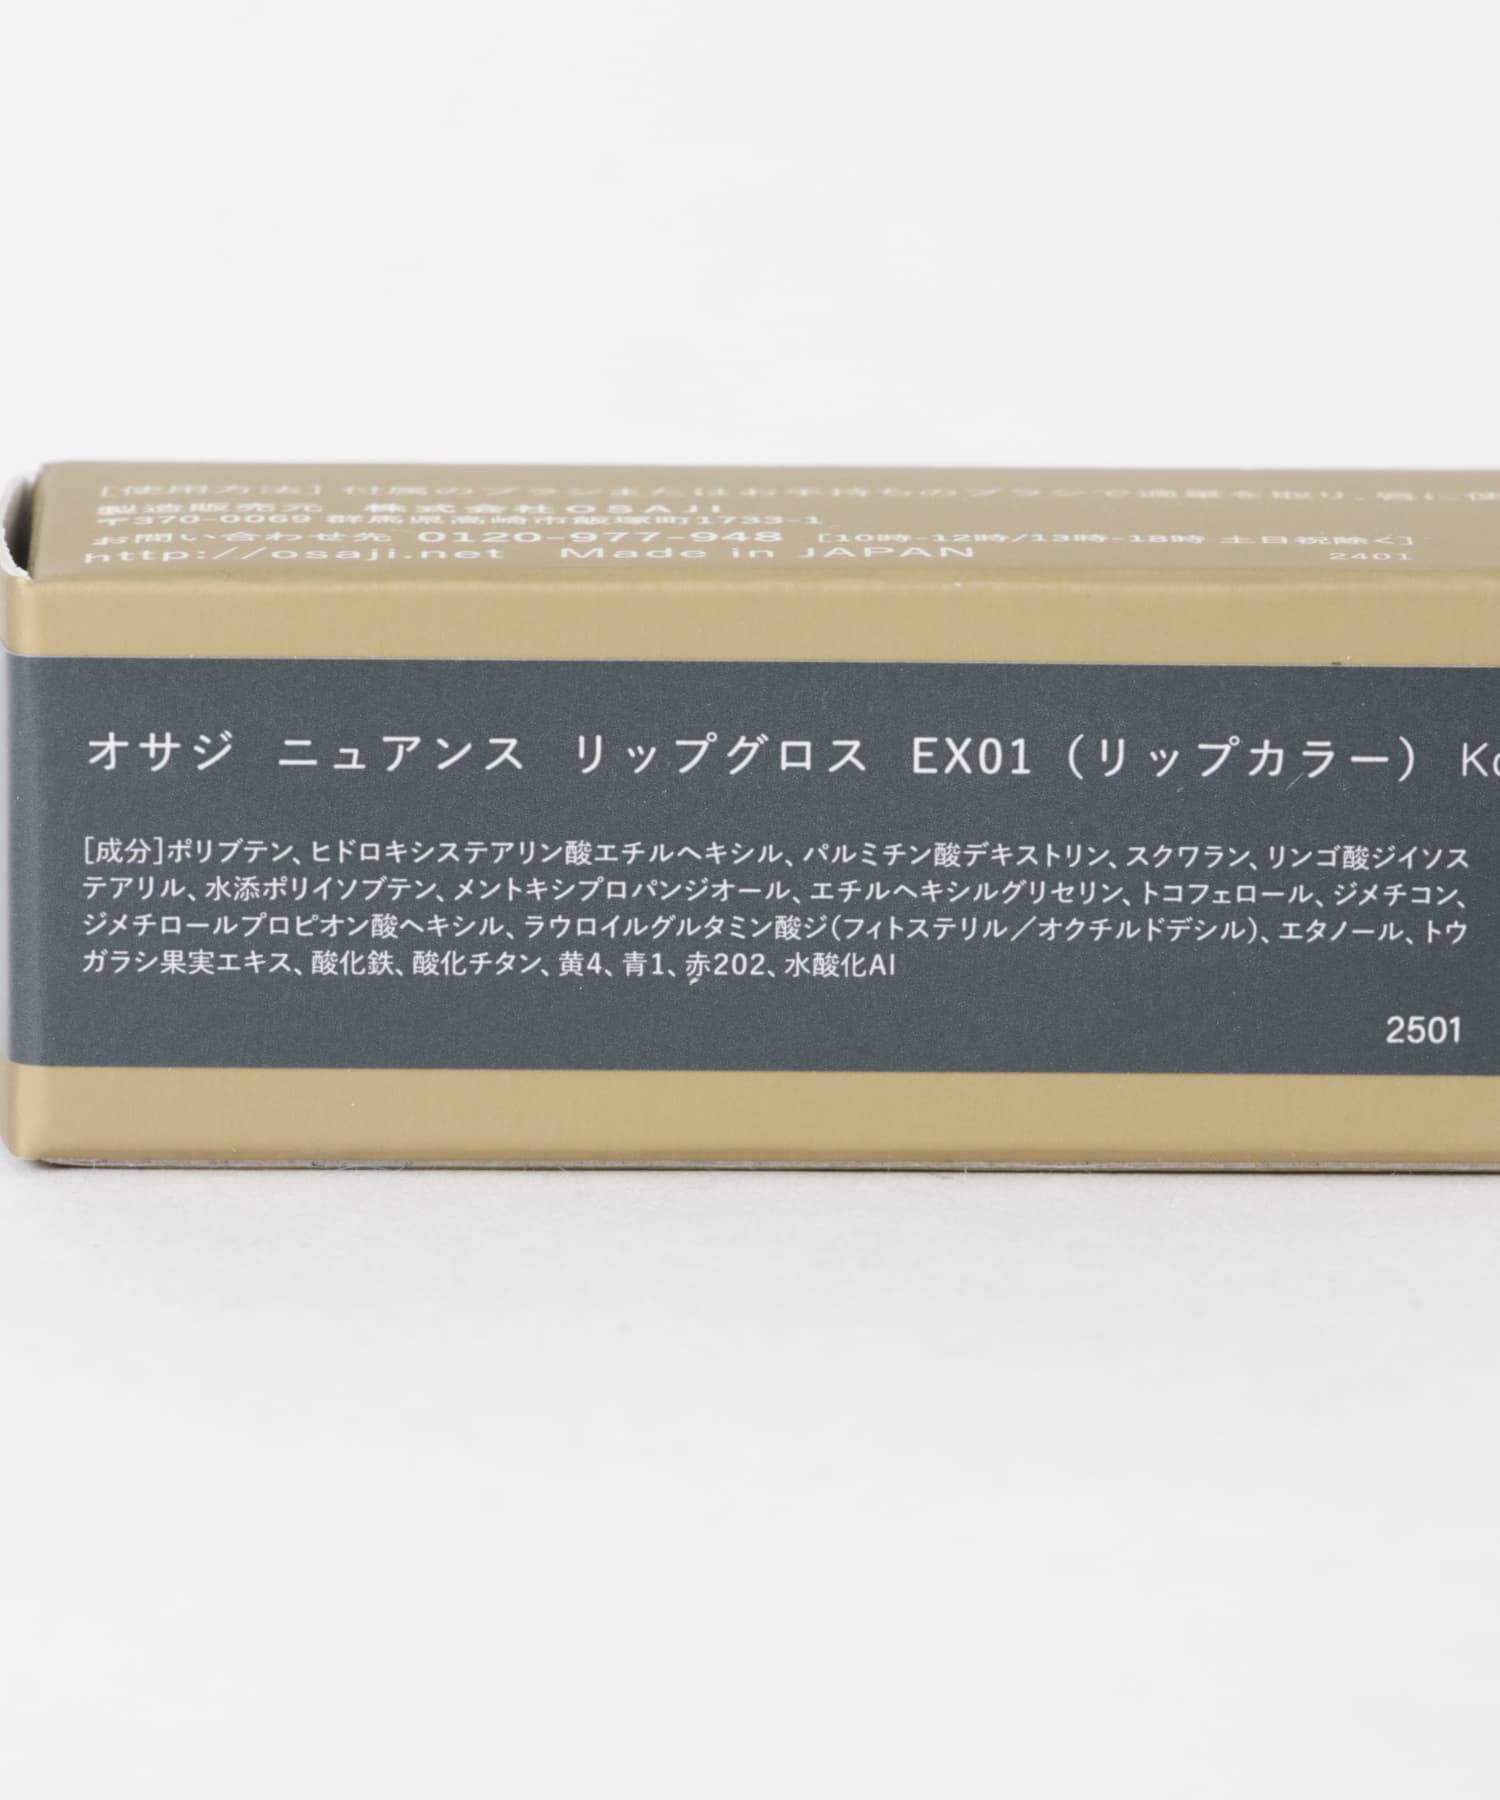 [使用方法] 付属のブラシまたはお手持ちのブラシで適量を取り、唇に使
製造販売元 株式会社OSAJI
〒370-0069 群馬県高崎市飯塚町1733-1
お問い合わせ先 0120-977-948 [10時-12時/13時-18時 土日祝除く]
http://osaji.net Made in JAPAN 2401
オサジ ニュアンス リップグロス EX01（リップカラー）
[成分]ポリブテン、ヒドロキシステアリン酸エチルヘキシル、パルミチン酸デキストリン、スクワラン、リンゴ酸ジイソス
テアリル、水添ポリイソブテン、メントキシプロパンジオール、エチルヘキシルグリセリン、トコフェロール、ジメチコン、
ジメチロールプロピオン酸ヘキシル、ラウロイルグルタミン酸ジ(フィトステリル／オクチルドデシル)、エタノール、トウ
ガラシ果実エキス、酸化鉄、酸化チタン、黄4、青1、赤202、水酸化Al
2501